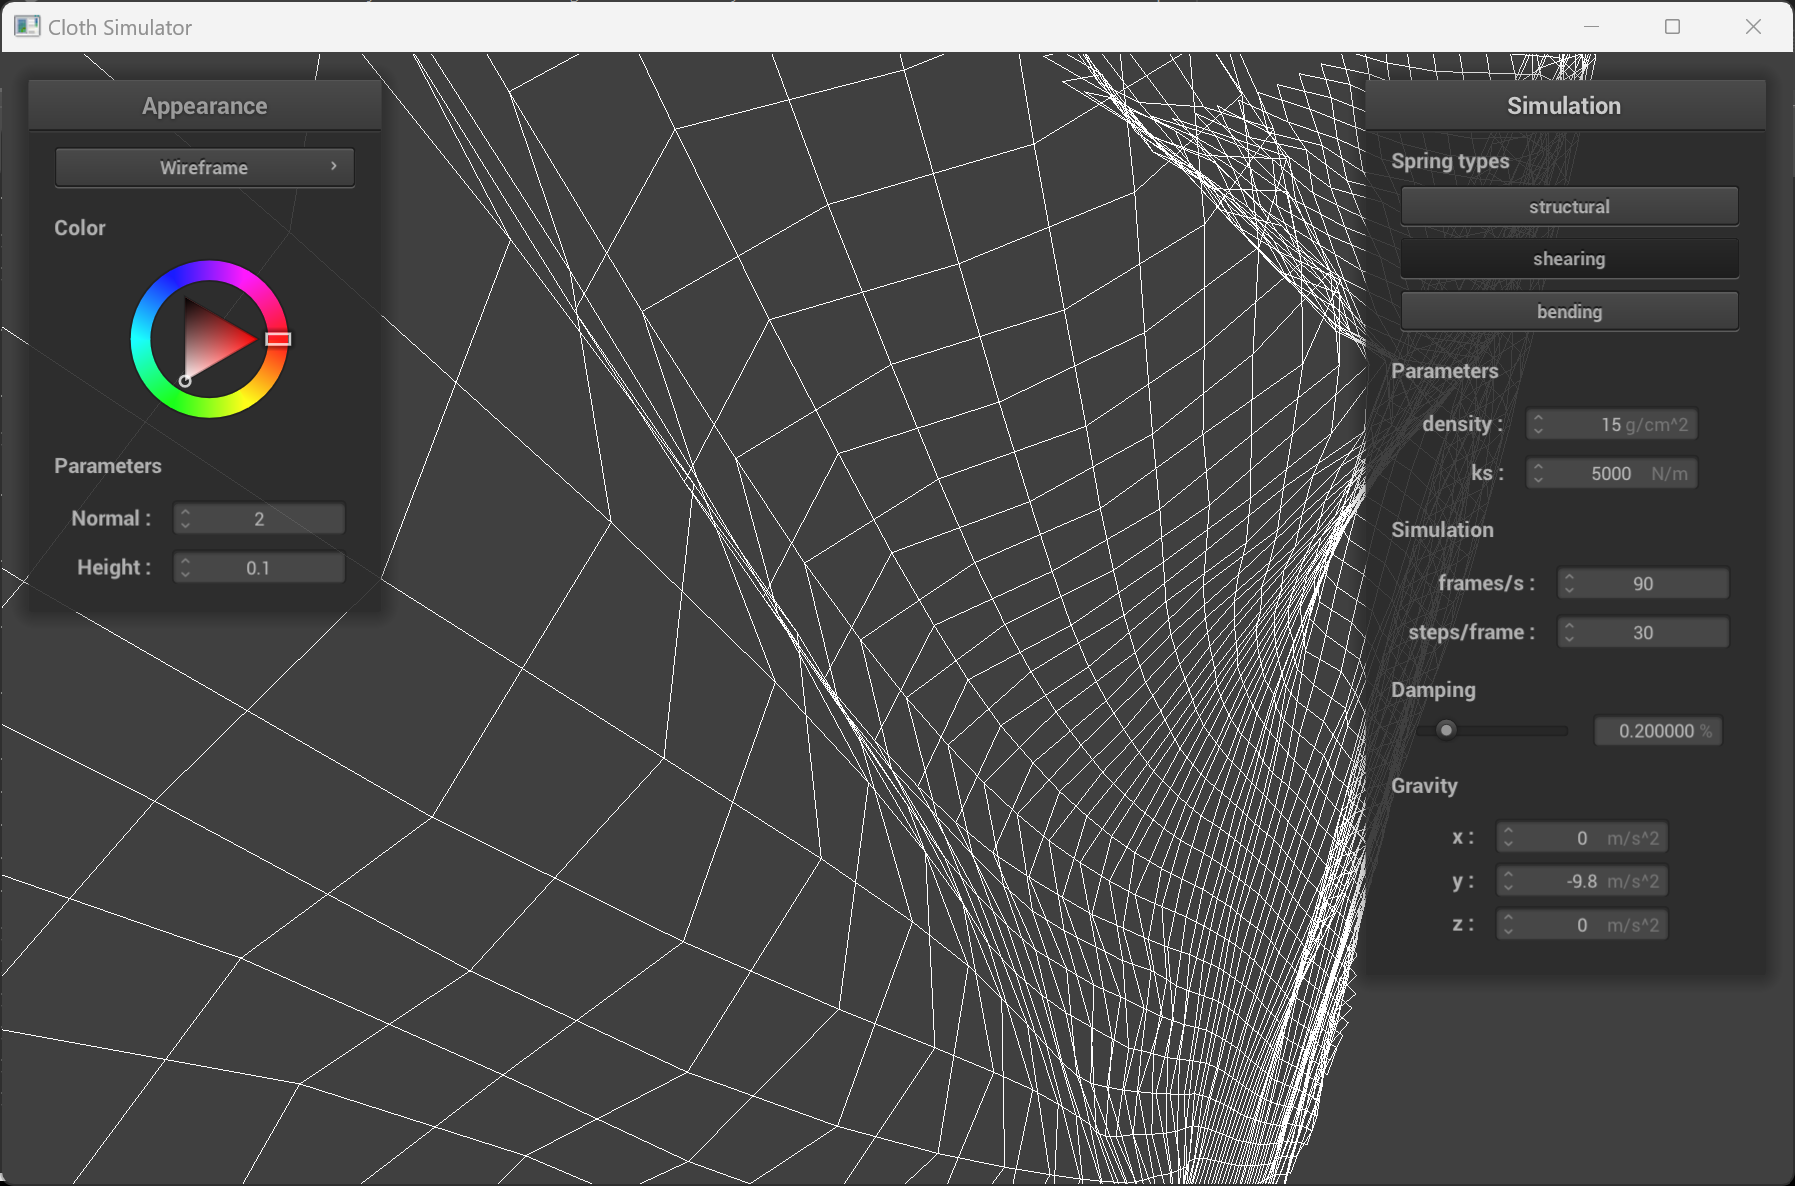 Cloth Simulator
Appearance
Wireframe
Color
Parameters
Normal : 2
Height : 0.1
Simulation
Spring types
structural
shearing
bending
Parameters
density : 15 g/cm^2
ks : 5000 N/m
Simulation
frames/s : 90
steps/frame : 30
Damping
0.200000 %
Gravity
x : 0 m/s^2
y : -9.8 m/s^2
z : 0 m/s^2